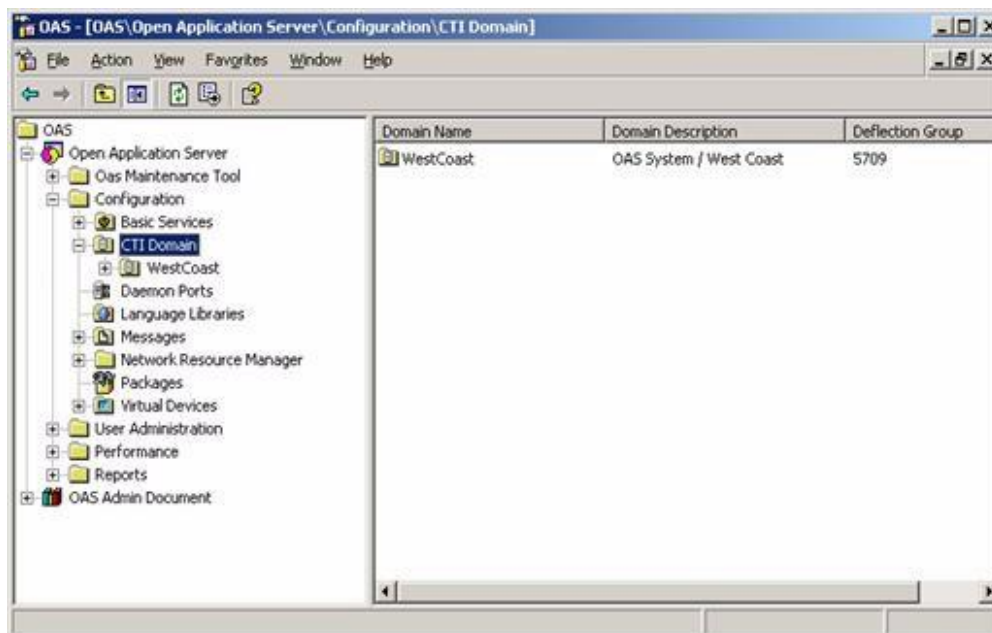 OAS - [OAS\Open Application Server\Configuration\CTI Domain]
File Action View Favorites Window Help
OAS
Open Application Server
Oas Maintenance Tool
Configuration
Basic Services
CTI Domain
WestCoast
Daemon Ports
Language Libraries
Messages
Network Resource Manager
Packages
Virtual Devices
User Administration
Performance
Reports
OAS Admin Document
Domain Name Domain Description Deflection Group
WestCoast OAS System / West Coast 5709